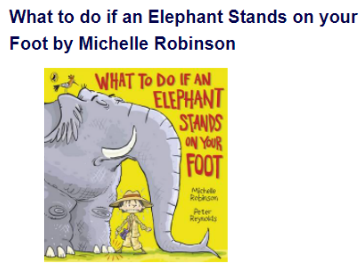 What to do if an Elephant Stands on your
Foot by Michelle Robinson
WHAT TO DO IF AN
ELEPHANT
STANDS
ON YOUR
FOOT
Michelle
Robinson
Peter
Reynolds